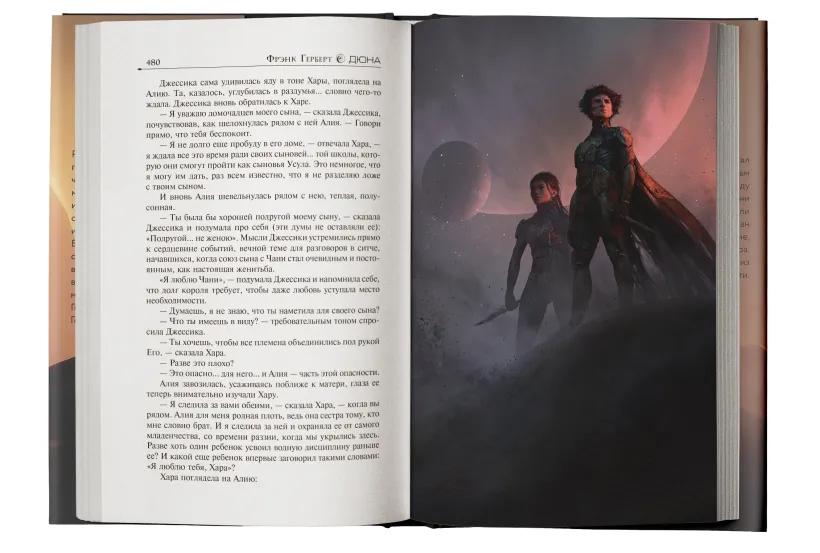 480
Фрэнк Герберт ДЮНА
Джессика сама удивилась яду в тоне Хары, поглядела на
Алию. Та, казалось, углубилась в раздумья... словно чего-то
ждала. Джессика вновь обратилась к Харе.
— Я уважаю домочадцев моего сына, — сказала Джессика,
почувствовав, как шелохнулась рядом с ней Алия. — Говори
прямо, что тебя беспокоит.
— Я не долго еще пробуду в его доме, — отвечала Хара, —
я ждала все это время ради своих сыновей... той школы, кото-
рую они смогут пройти как сыновья Усула. Это немногое, что
я могу им дать, раз всем известно, что я не разделяю ложе
с твоим сыном.
И вновь Алия шевельнулась рядом с нею, теплая, полу-
сонная.
— Ты была бы хорошей подругой моему сыну, — сказала
Джессика и подумала про себя (эти думы не оставляли ее):
«Подругой... не женою». Мысли Джессики устремились прямо
к сердцевине событий, вечной теме для разговоров в ситче,
начавшихся, когда союз сына с Чани стал очевидным и посто-
янным, как настоящая женитьба.
«Я люблю Чани», — подумала Джессика и напомнила себе,
что долг короля требует, чтобы даже любовь уступала место
необходимости.
— Думаешь, я не знаю, что ты наметила для своего сына?
— Что ты имеешь в виду? — требовательным тоном спро-
сила Джессика.
— Ты хочешь, чтобы все племена объединились под рукой
Его, — сказала Хара.
— Разве это плохо?
— Это опасно... для него... и Алия — часть этой опасности.
Алия завозилась, усаживаясь поближе к матери, глаза ее
теперь внимательно изучали Хару.
— Я следила за вами обеими, — сказала Хара, — когда вы
рядом. Алия для меня родная плоть, ведь она сестра тому, кто
мне словно брат. И я следила за ней и охраняла ее от самого
младенчества, со времени раззии, когда мы укрылись здесь.
Разве хоть один ребенок усвоил водную дисциплину раньше
ее? И какой еще ребенок впервые заговорил такими словами:
«Я люблю тебя, Хара»?
Хара поглядела на Алию: